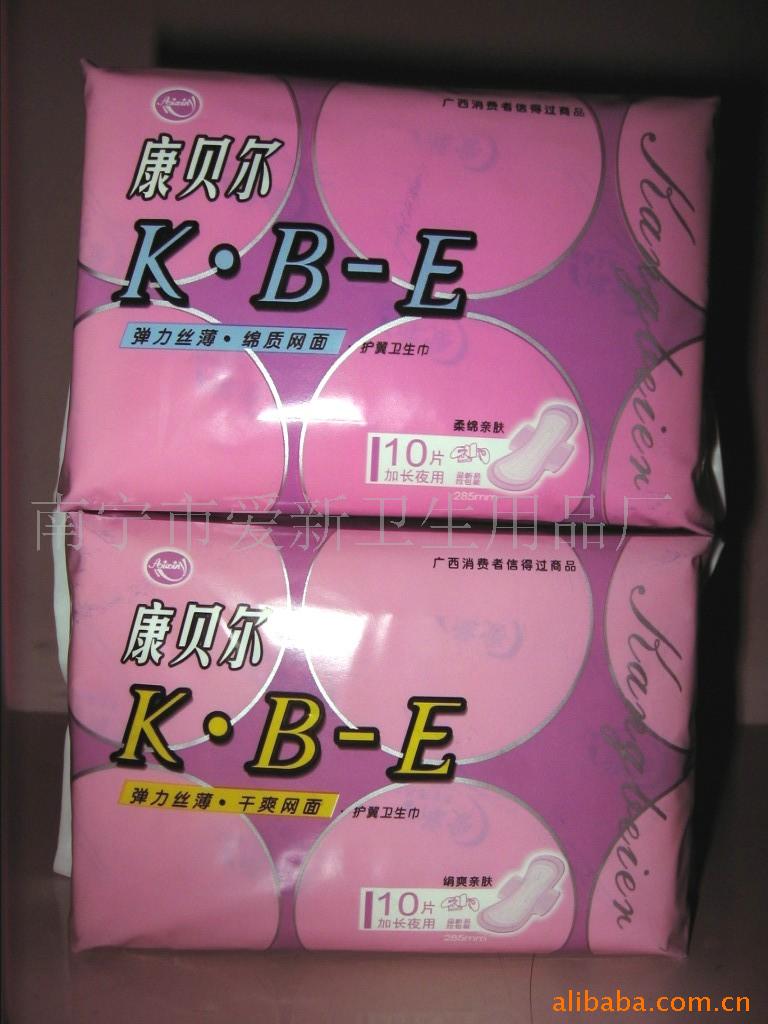 Aixin
广西消费者信得过商品
康贝尔
K·B-E
弹力丝薄·绵质网面
护翼卫生巾
柔绵亲肤
10片
加长夜用
285mm
Kangbeier
南宁市爱新卫生用品厂
Aixin
广西消费者信得过商品
康贝尔
K·B-E
弹力丝薄·干爽网面
护翼卫生巾
绢爽亲肤
10片
加长夜用
285mm
Kangbeier
alibaba.com.cn